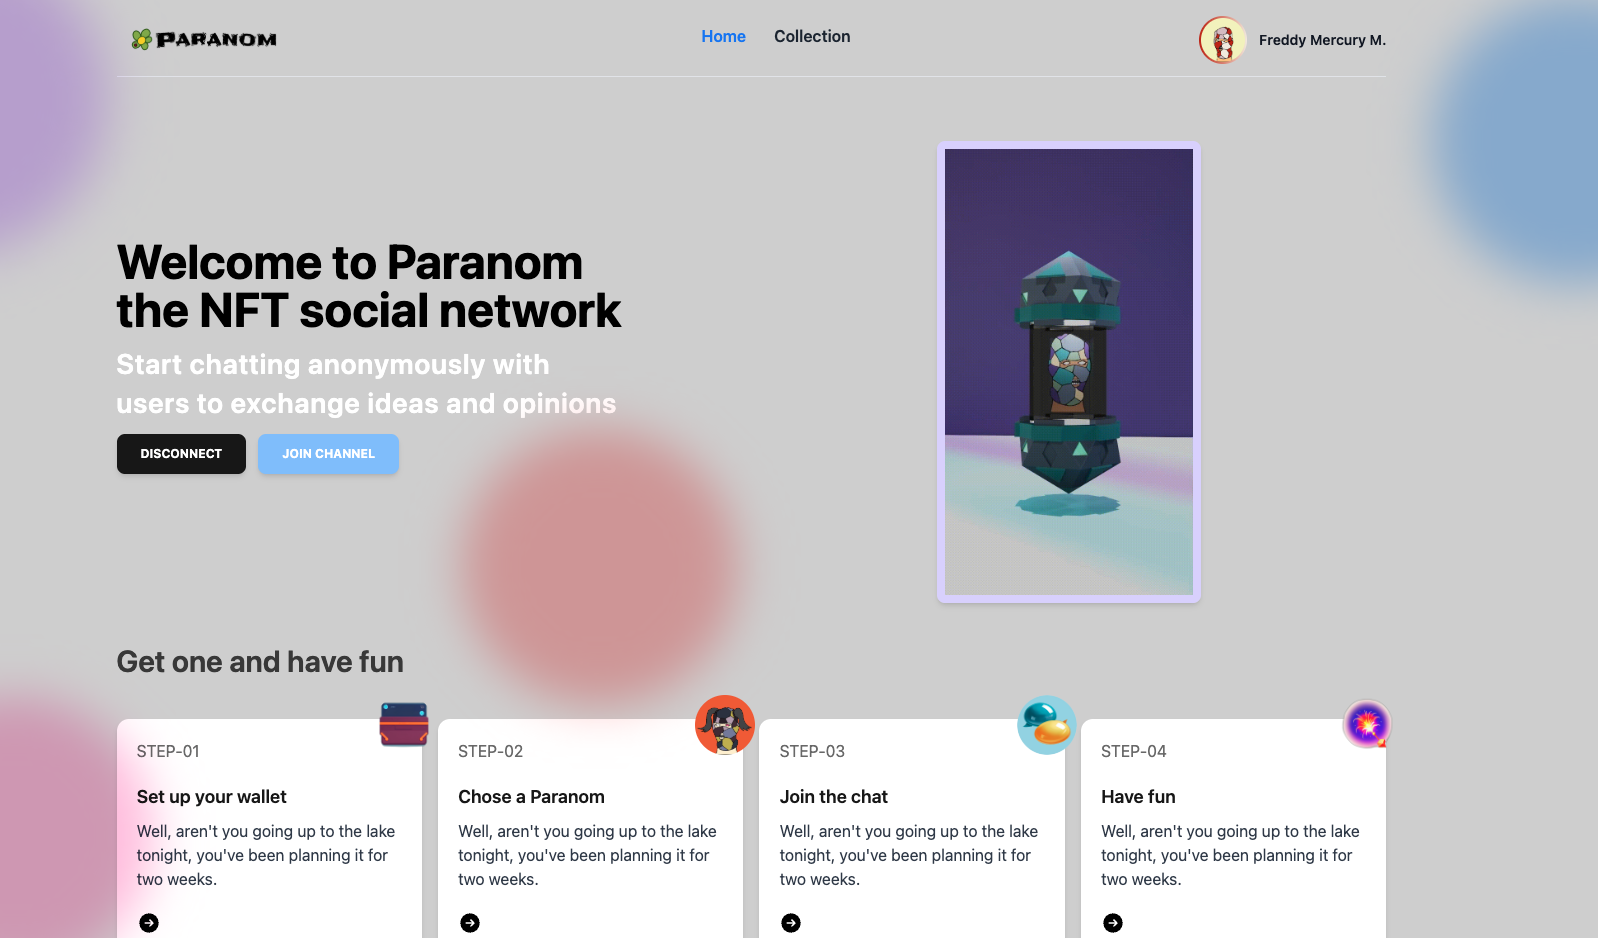 PARANOM
Home
Collection
Freddy Mercury M.
Welcome to Paranom
the NFT social network
Start chatting anonymously with
users to exchange ideas and opinions
DISCONNECT
JOIN CHANNEL
Get one and have fun
STEP-01
Set up your wallet
Well, aren't you going up to the lake
tonight, you've been planning it for
two weeks.
STEP-02
Chose a Paranom
Well, aren't you going up to the lake
tonight, you've been planning it for
two weeks.
STEP-03
Join the chat
Well, aren't you going up to the lake
tonight, you've been planning it for
two weeks.
STEP-04
Have fun
Well, aren't you going up to the lake
tonight, you've been planning it for
two weeks.